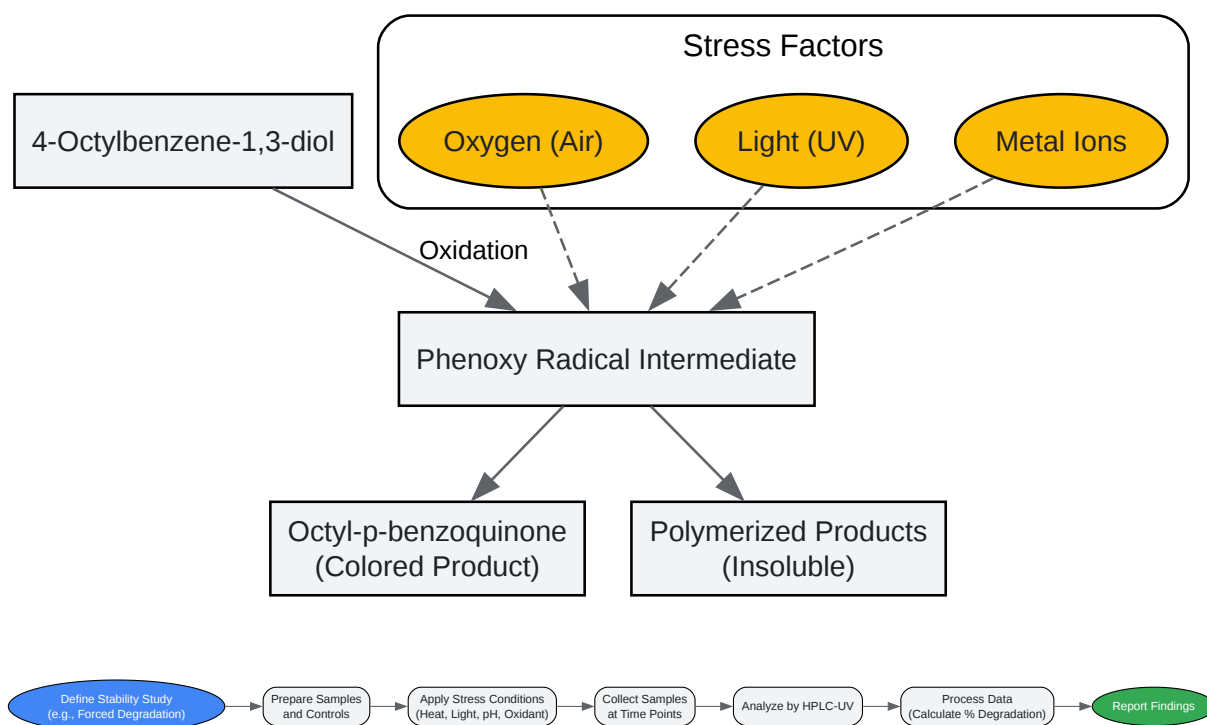 Stress Factors
4-Octylbenzene-1,3-diol
Oxygen (Air)
Light (UV)
Metal Ions
Oxidation
Phenoxy Radical Intermediate
Octyl-p-benzoquinone
(Colored Product)
Polymerized Products
(Insoluble)
Define Stability Study
(e.g., Forced Degradation)
Prepare Samples
and Controls
Apply Stress Conditions
(Heat, Light, pH, Oxidant)
Collect Samples
at Time Points
Analyze by HPLC-UV
Process Data
(Calculate % Degradation)
Report Findings